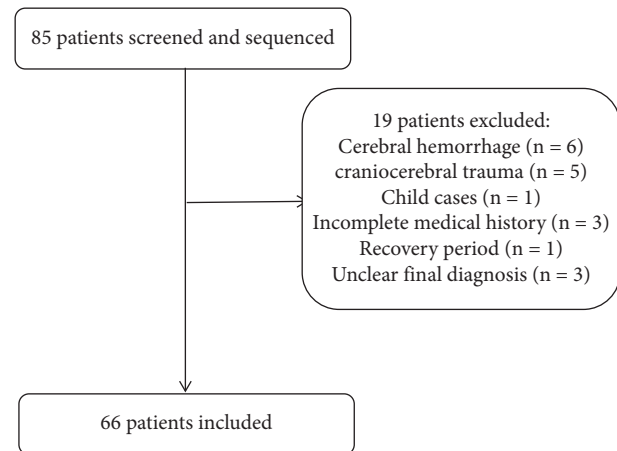 85 patients screened and sequenced
19 patients excluded:
Cerebral hemorrhage (n = 6)
craniocerebral trauma (n = 5)
Child cases (n = 1)
Incomplete medical history (n = 3)
Recovery period (n = 1)
Unclear final diagnosis (n = 3)
66 patients included